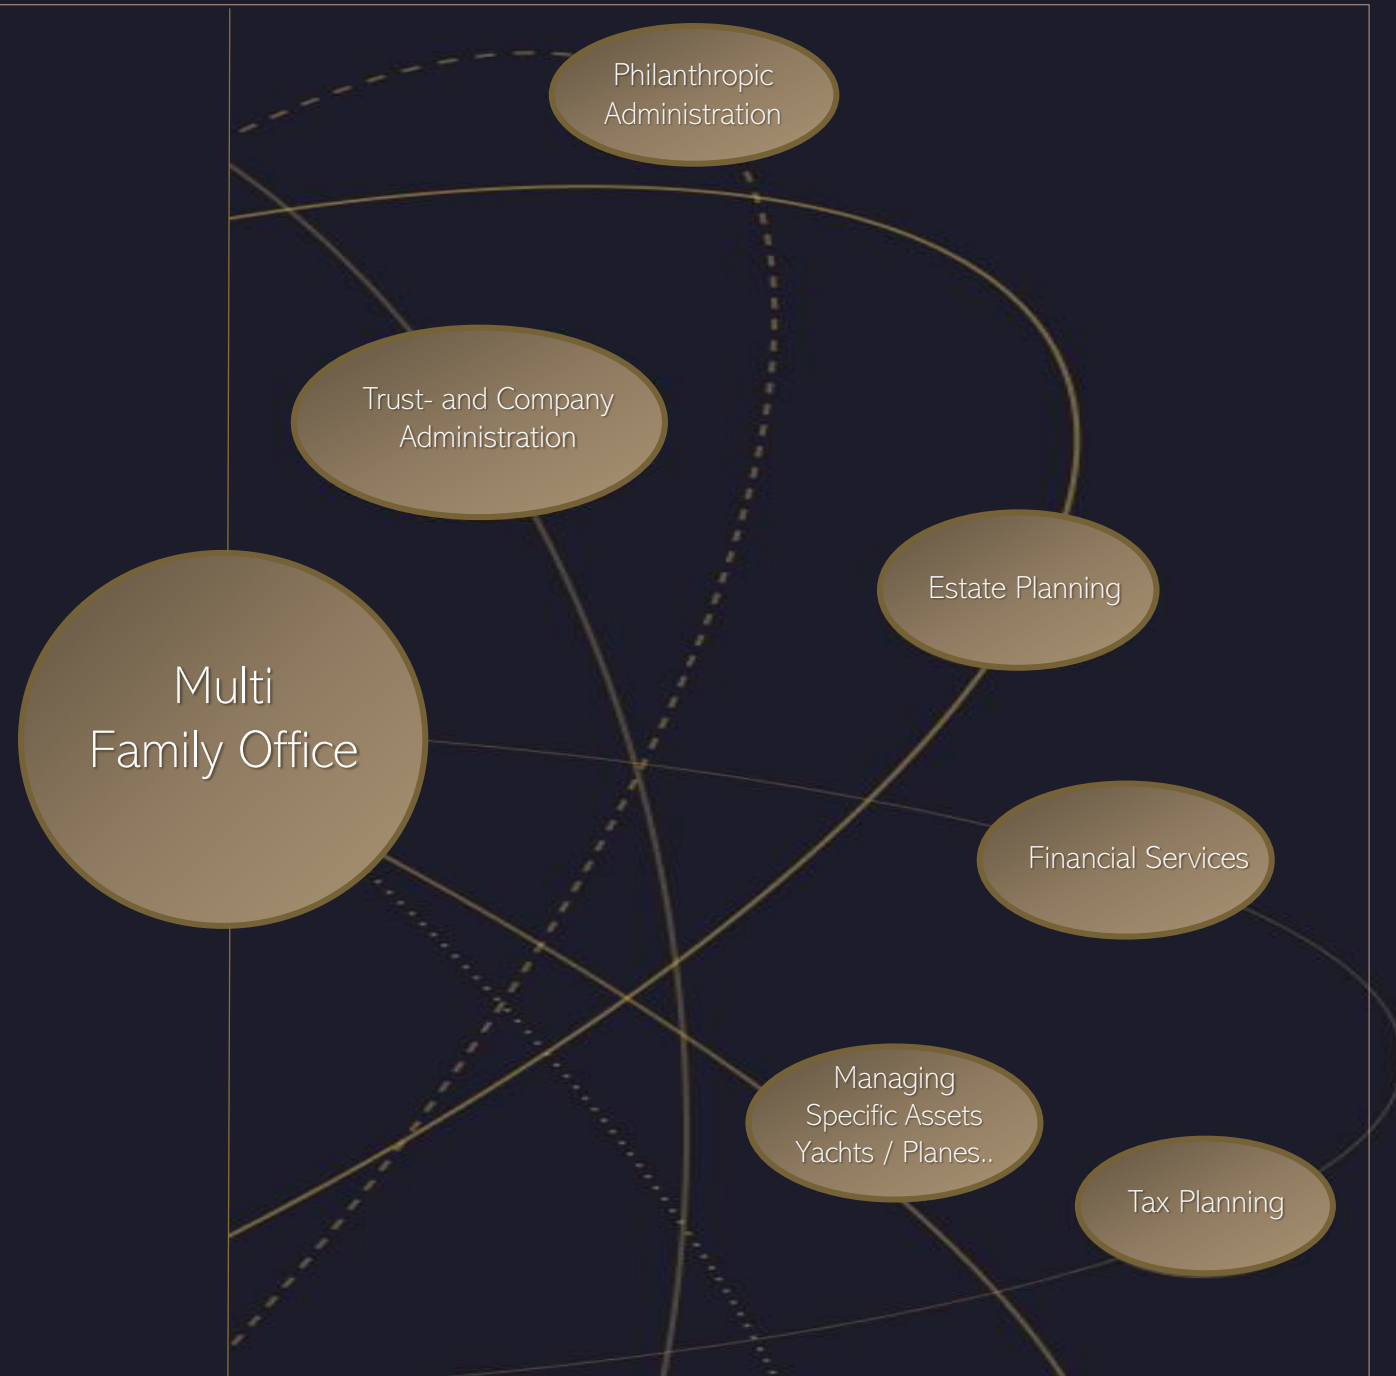 Philanthropic
Administration
Trust- and Company
Administration
Estate Planning
Multi
Family Office
Financial Services
Managing
Specific Assets
Yachts / Planes..
Tax Planning